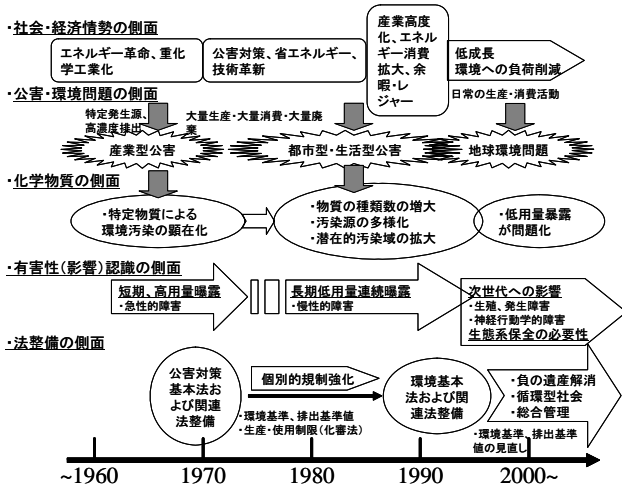 ・社会・経済情勢の側面
エネルギー革命、重化
学工業化
公害対策、省エネルギー、
技術革新
産業高度
化、エネル
ギー消費
拡大、余
暇・レ
ジャー
低成長
環境への負荷削減
・公害・環境問題の側面
特定発生源、
高濃度排出
大量生産・大量消費・大量廃
棄
日常の生産・消費活動
産業型公害
都市型・生活型公害
地球環境問題
・化学物質の側面
・特定物質による
環境汚染の顕在化
・物質の種類数の増大
・汚染源の多様化
・潜在的汚染域の拡大
・低用量暴露
が問題化
・有害性(影響)認識の側面
短期、高用量曝露
・急性的障害
長期低用量連続曝露
・慢性的障害
次世代への影響
・生殖、発生障害
・神経行動学的障害
生態系保全の必要性
・法整備の側面
公害対策
基本法お
よび関連
法整備
個別的規制強化
・環境基準、排出基準値
・生産・使用制限(化審法)
環境基本
法および関
連法整備
・負の遺産解消
・循環型社会
・総合管理
・環境基準、排出基準
値の見直し
~1960
1970
1980
1990
2000~